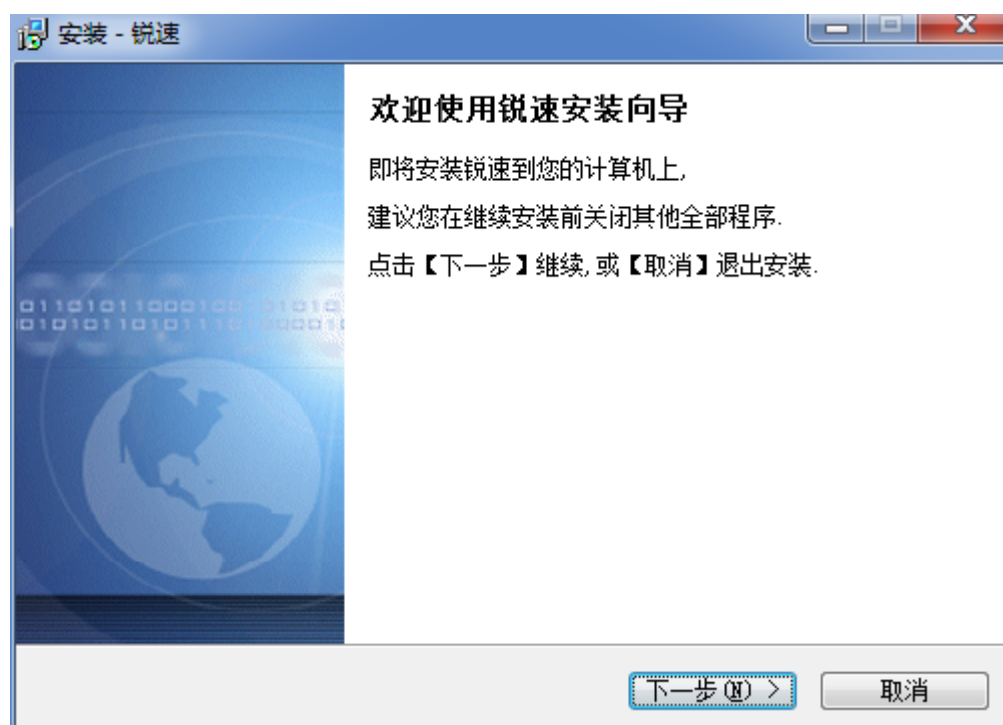 安装 - 锐速
欢迎使用锐速安装向导
即将安装锐速到您的计算机上,
建议您在继续安装前关闭其他全部程序.
点击【下一步】继续, 或【取消】退出安装.
下一步(N) >
取消